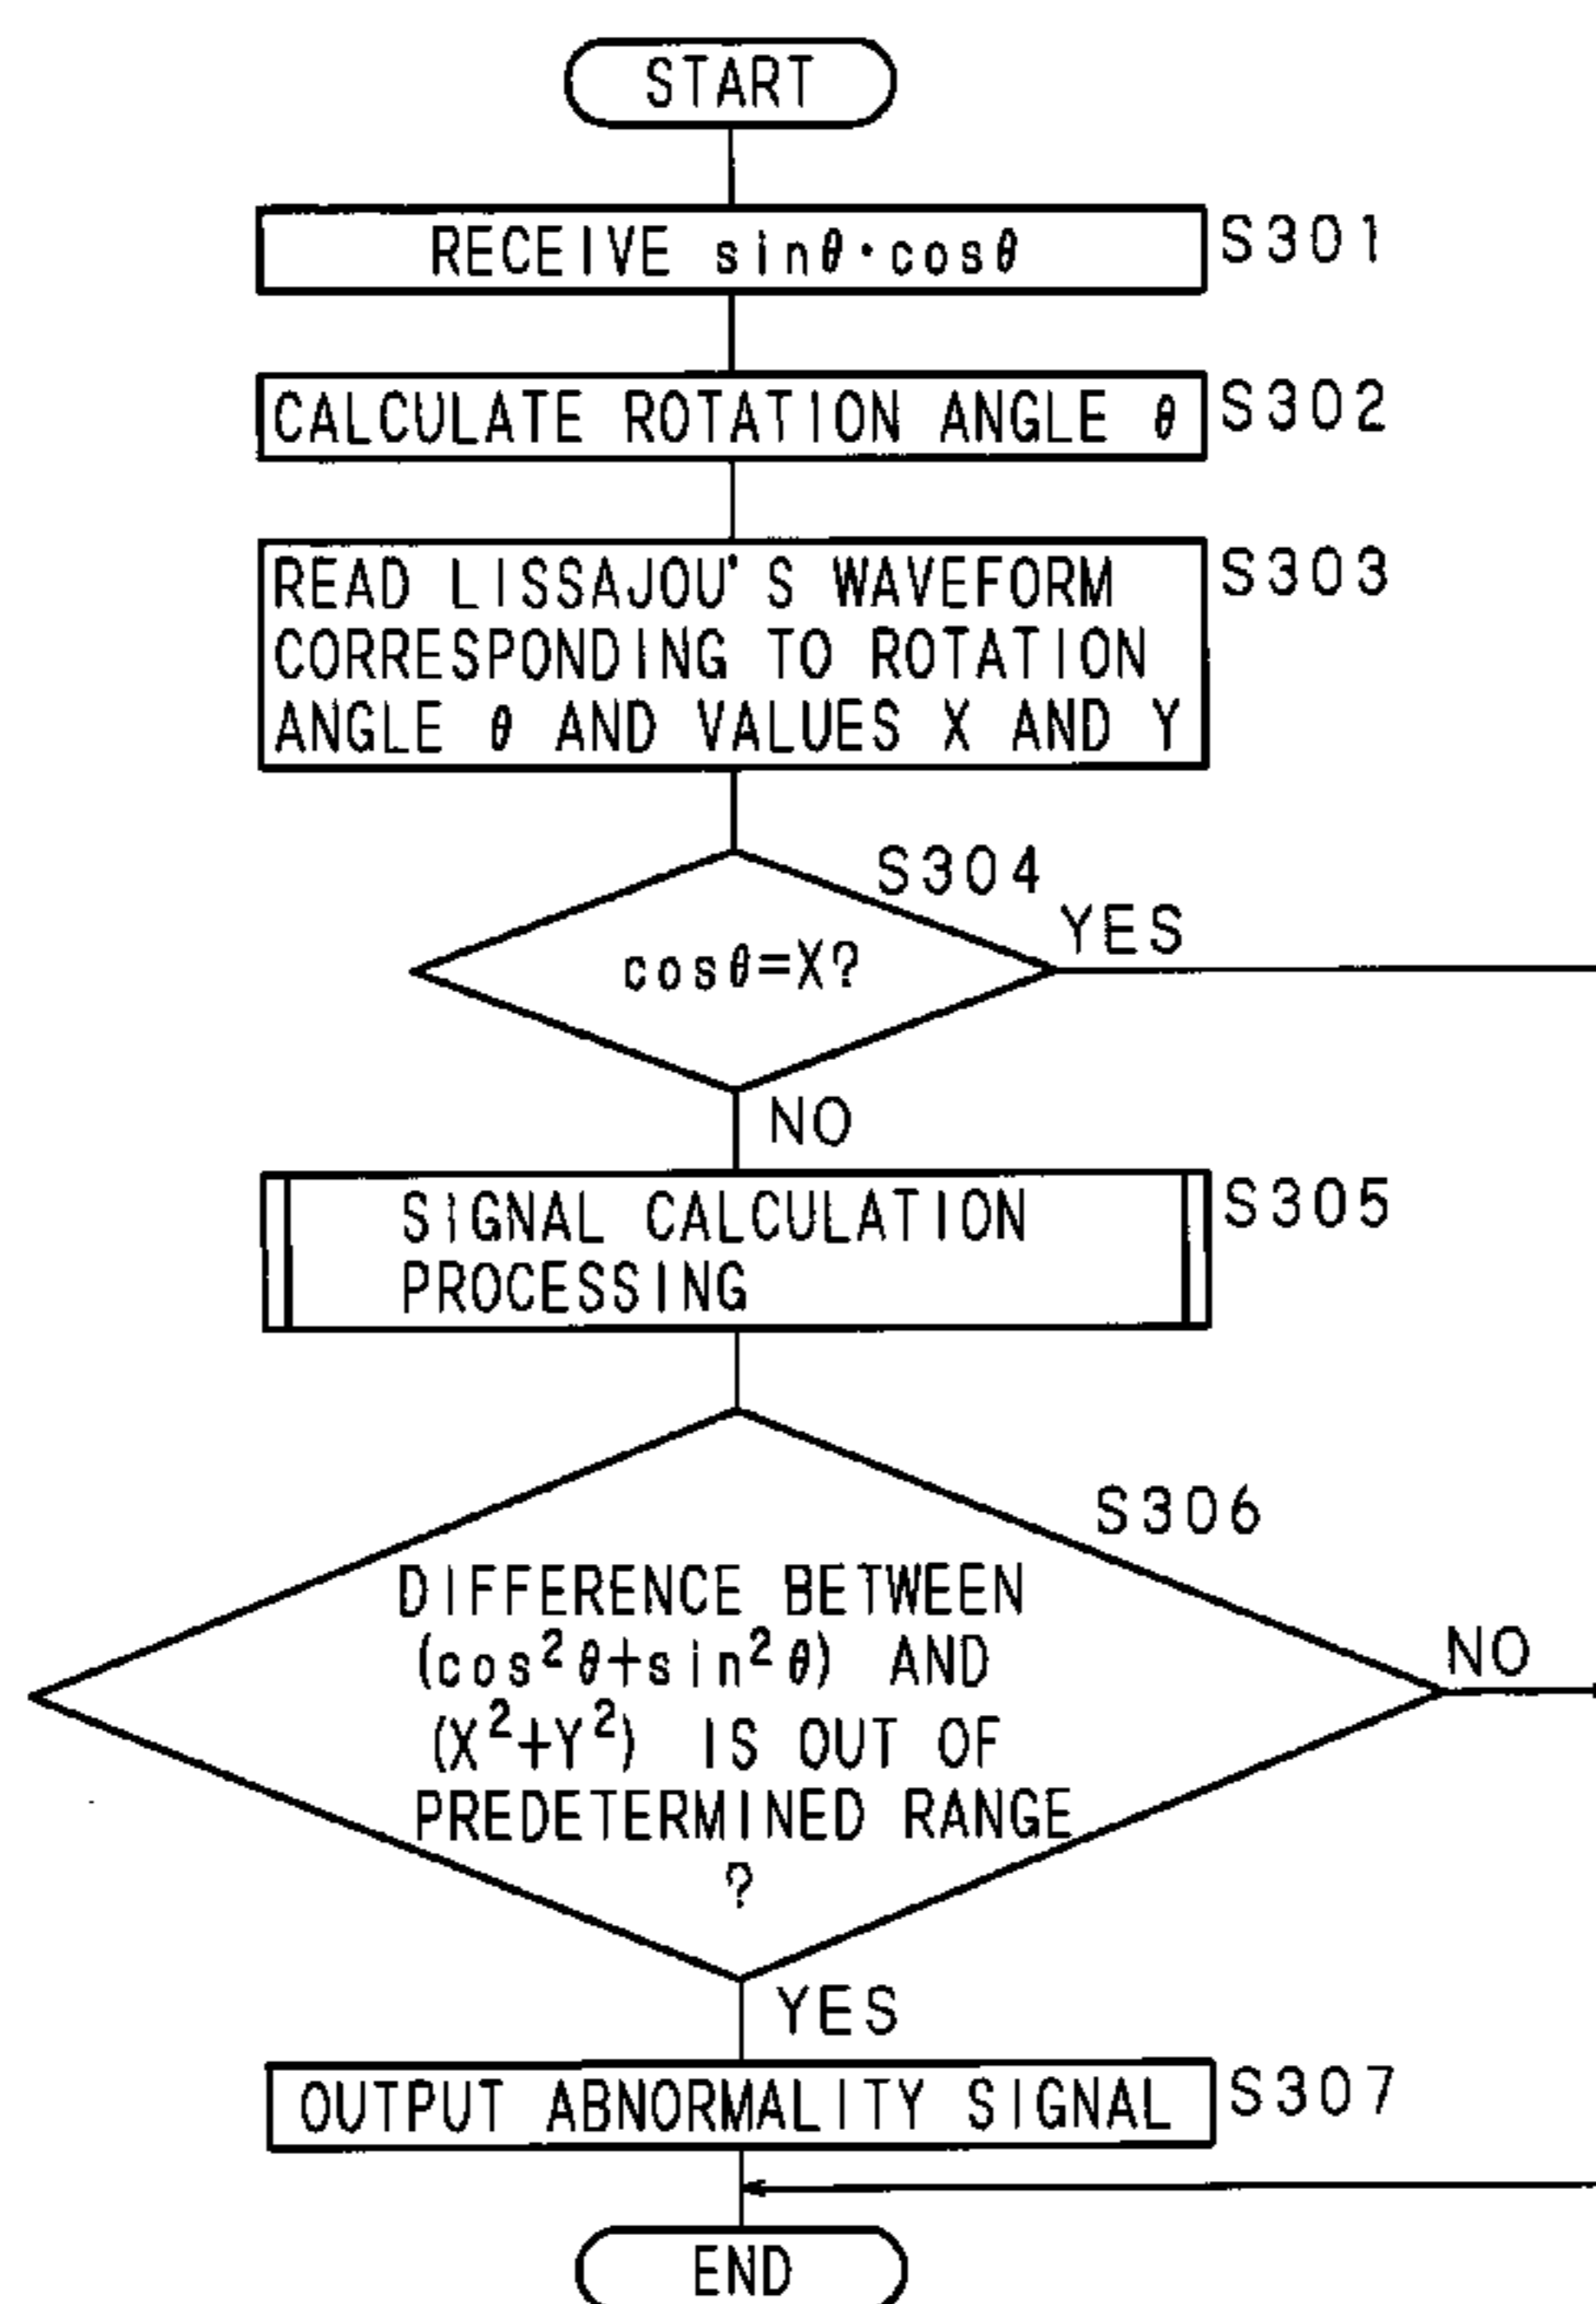 START
RECEIVE sinθ・cosθ
S301
CALCULATE ROTATION ANGLE θ
S302
READ LISSAJOU'S WAVEFORM
CORRESPONDING TO ROTATION
ANGLE θ AND VALUES X AND Y
S303
S304
cosθ=X?
YES
NO
SIGNAL CALCULATION
PROCESSING
S305
S306
DIFFERENCE BETWEEN
(cos²θ+sin²θ) AND
(X²+Y²) IS OUT OF
PREDETERMINED RANGE
?
NO
YES
OUTPUT ABNORMALITY SIGNAL
S307
END